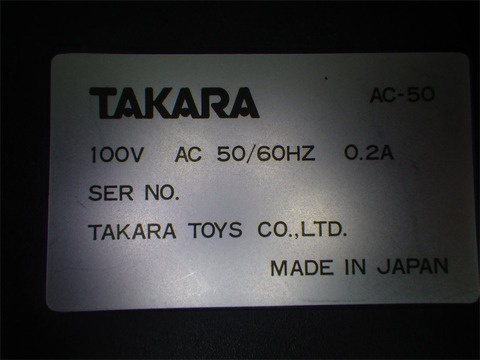 TAKARA AC-50
100V AC 50/60HZ 0.2A
SER NO.
TAKARA TOYS CO.,LTD.
MADE IN JAPAN